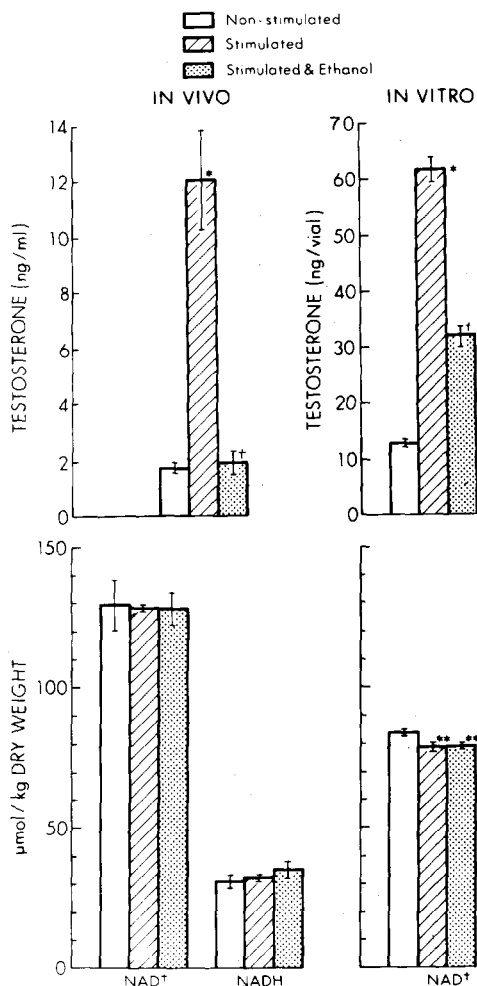 Non-stimulated
Stimulated
Stimulated & Ethanol
IN VIVO
IN VITRO
TESTOSTERONE (ng/ml)
14
12
10
8
6
4
2
0
*
†
TESTOSTERONE (ng/vial)
70
60
50
40
30
20
10
0
*
†
µmol/kg DRY WEIGHT
150
100
50
0
**
**
NAD†
NADH
NAD†